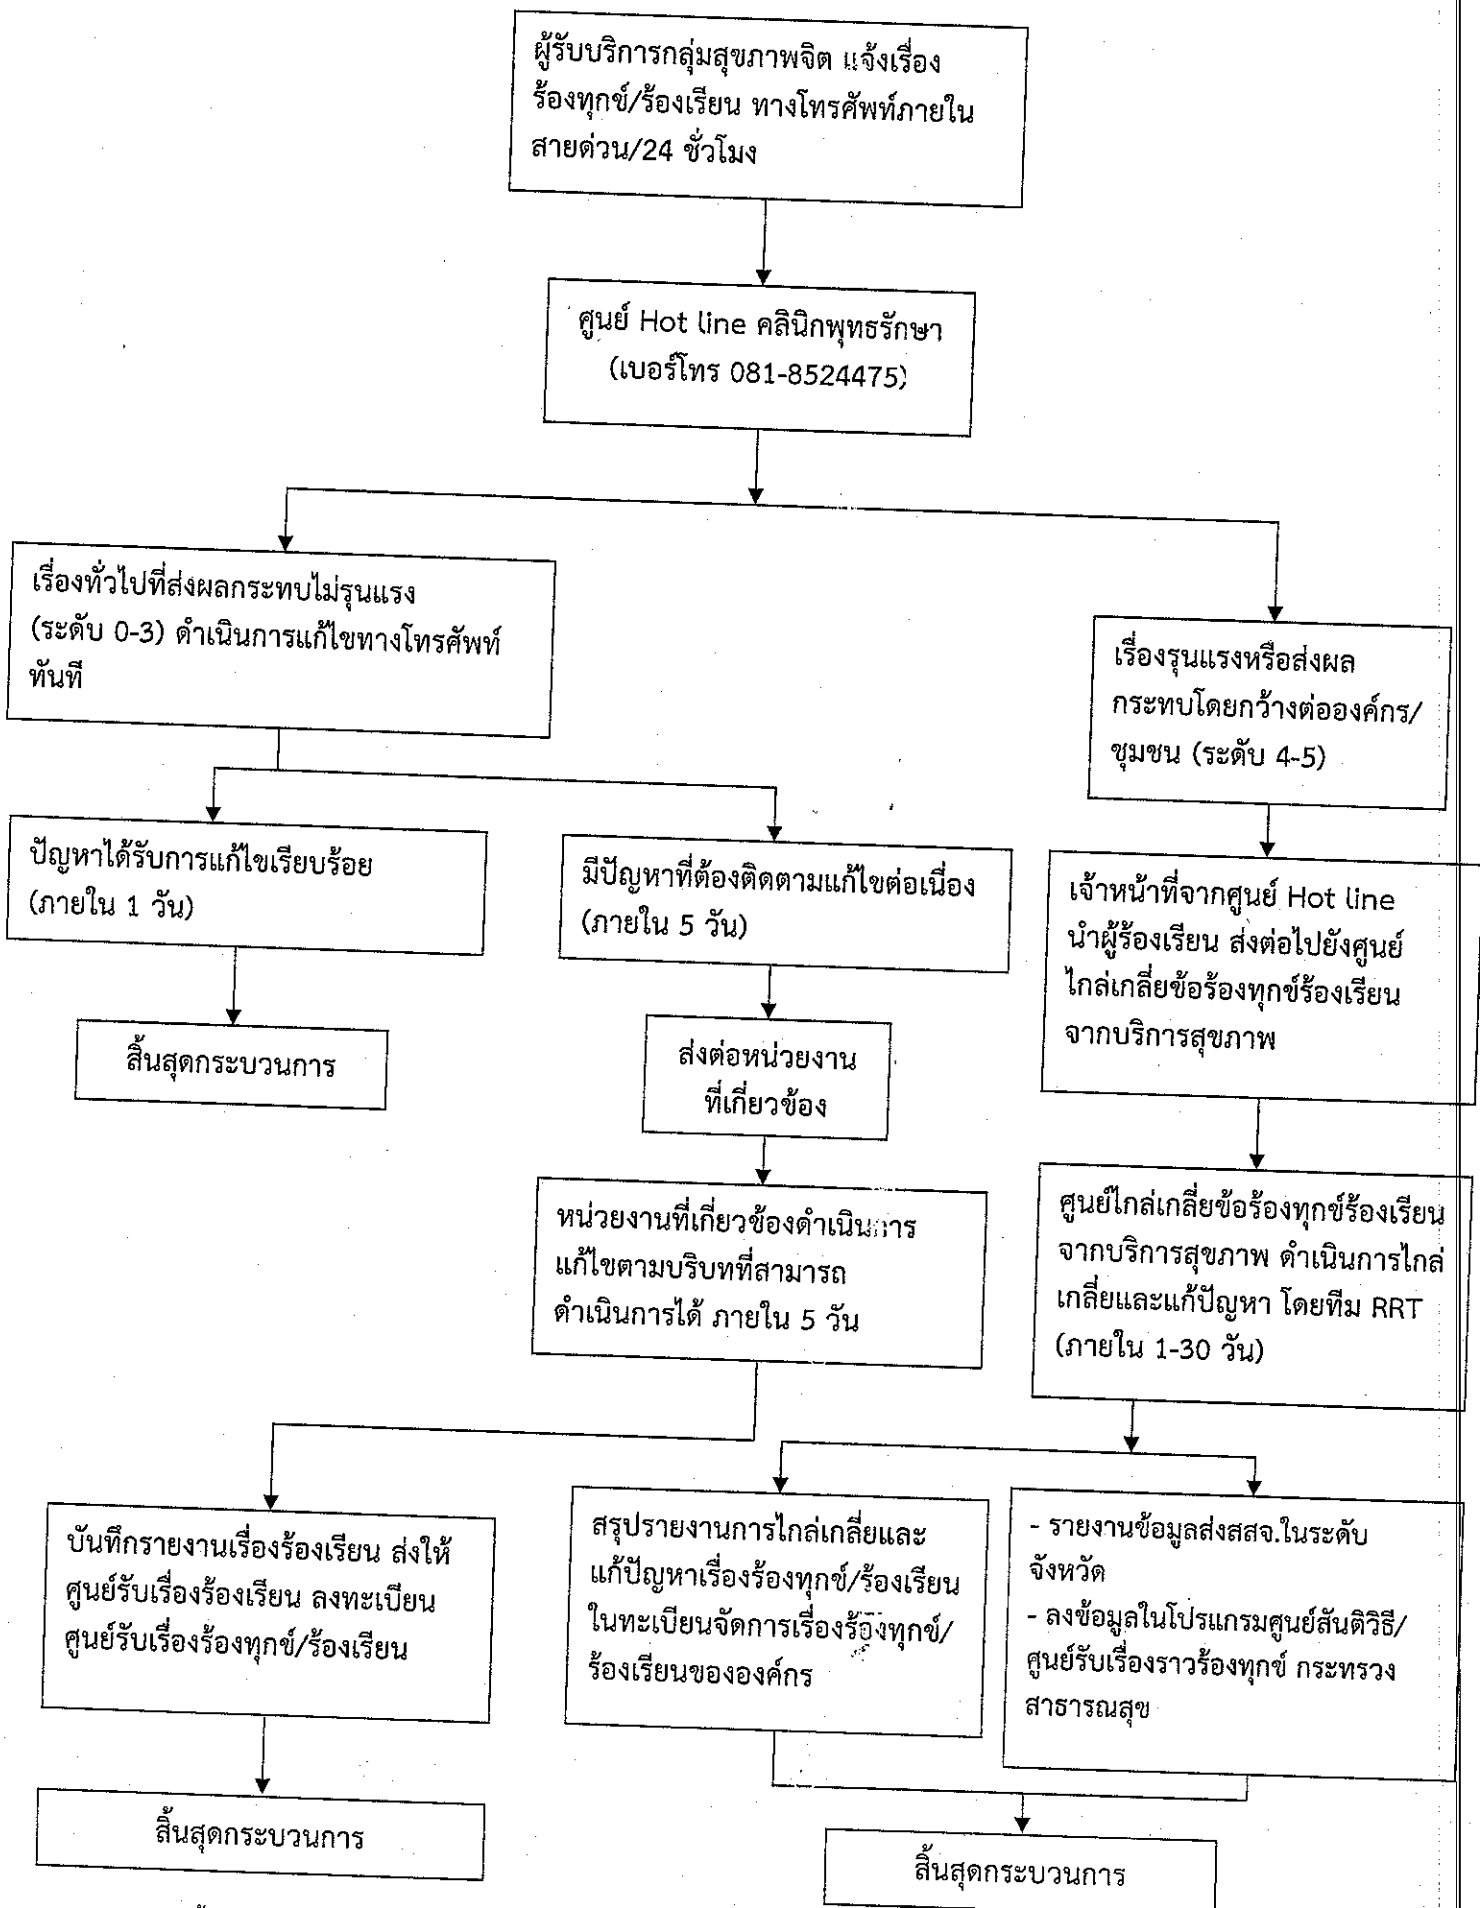 ผู้รับบริการกลุ่มสุขภาพจิต แจ้งเรื่อง
ร้องทุกข์/ร้องเรียน ทางโทรศัพท์ภายใน
สายด่วน/24 ชั่วโมง
ศูนย์ Hot line คลินิกพุทธรักษา
(เบอร์โทร 081-8524475)
เรื่องทั่วไปที่ส่งผลกระทบไม่รุนแรง
(ระดับ 0-3) ดำเนินการแก้ไขทางโทรศัพท์
ทันที
เรื่องรุนแรงหรือส่งผล
กระทบโดยกว้างต่อองค์กร/
ชุมชน (ระดับ 4-5)
ปัญหาได้รับการแก้ไขเรียบร้อย
(ภายใน 1 วัน)
มีปัญหาที่ต้องติดตามแก้ไขต่อเนื่อง
(ภายใน 5 วัน)
เจ้าหน้าที่จากศูนย์ Hot line
นำผู้ร้องเรียน ส่งต่อไปยังศูนย์
ไกล่เกลี่ยข้อร้องทุกข์ร้องเรียน
จากบริการสุขภาพ
สิ้นสุดกระบวนการ
ส่งต่อหน่วยงาน
ที่เกี่ยวข้อง
หน่วยงานที่เกี่ยวข้องดำเนินการ
แก้ไขตามบริบทที่สามารถ
ดำเนินการได้ ภายใน 5 วัน
ศูนย์ไกล่เกลี่ยข้อร้องทุกข์ร้องเรียน
จากบริการสุขภาพ ดำเนินการไกล่
เกลี่ยและแก้ปัญหา โดยทีม RRT
(ภายใน 1-30 วัน)
บันทึกรายงานเรื่องร้องเรียน ส่งให้
ศูนย์รับเรื่องร้องเรียน ลงทะเบียน
ศูนย์รับเรื่องร้องทุกข์/ร้องเรียน
สรุปรายงานการไกล่เกลี่ยและ
แก้ปัญหาเรื่องร้องทุกข์/ร้องเรียน
ในทะเบียนจัดการเรื่องร้องทุกข์/
ร้องเรียนขององค์กร
- รายงานข้อมูลส่งสสจ.ในระดับ
จังหวัด
- ลงข้อมูลในโปรแกรมศูนย์สันติวิธี/
ศูนย์รับเรื่องราวร้องทุกข์ กระทรวง
สาธารณสุข
สิ้นสุดกระบวนการ
สิ้นสุดกระบวนการ